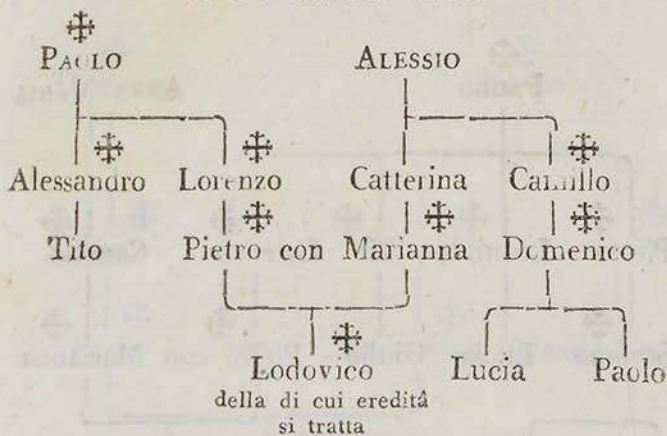 PAOLO ALESSIO
Alessandro Lorenzo Catterina Camillo
Tito Pietro con Marianna Domenico
Lodovico Lucia Paolo
della di cui eredità
si tratta